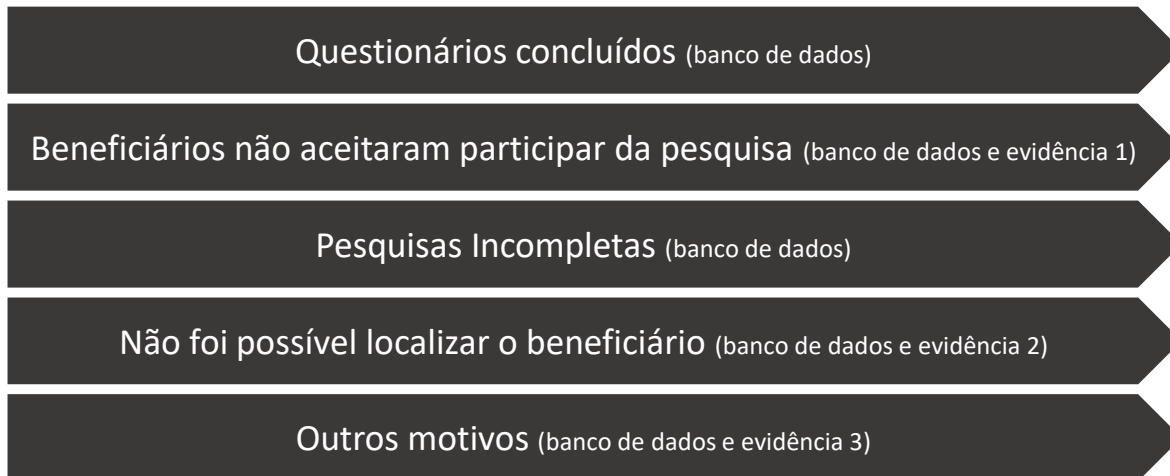 Questionários concluídos (banco de dados)
Beneficiários não aceitaram participar da pesquisa (banco de dados e evidência 1)
Pesquisas Incompletas (banco de dados)
Não foi possível localizar o beneficiário (banco de dados e evidência 2)
Outros motivos (banco de dados e evidência 3)